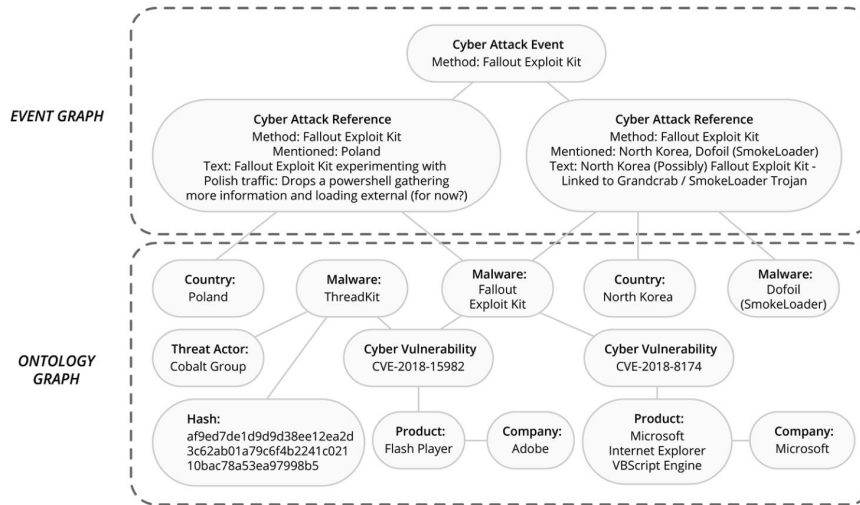 EVENT GRAPH
Cyber Attack Event
Method: Fallout Exploit Kit
Cyber Attack Reference
Method: Fallout Exploit Kit
Mentioned: Poland
Text: Fallout Exploit Kit experimenting with
Polish traffic: Drops a powershell gathering
more information and loading external (for now?)
Cyber Attack Reference
Method: Fallout Exploit Kit
Mentioned: North Korea, Dofoil (SmokeLoader)
Text: North Korea (Possibly) Fallout Exploit Kit -
Linked to Grandcrab / SmokeLoader Trojan
ONTOLOGY
GRAPH
Country:
Poland
Malware:
ThreadKit
Malware:
Fallout
Exploit Kit
Country:
North Korea
Malware:
Dofoil
(SmokeLoader)
Threat Actor:
Cobalt Group
Cyber Vulnerability
CVE-2018-15982
Cyber Vulnerability
CVE-2018-8174
Hash:
af9ed7de1d9d9d38ee12ea2d
3c62ab01a79c6f4b2241c021
10bac78a53ea97998b5
Product:
Flash Player
Company:
Adobe
Product:
Microsoft
Internet Explorer
VBScript Engine
Company:
Microsoft